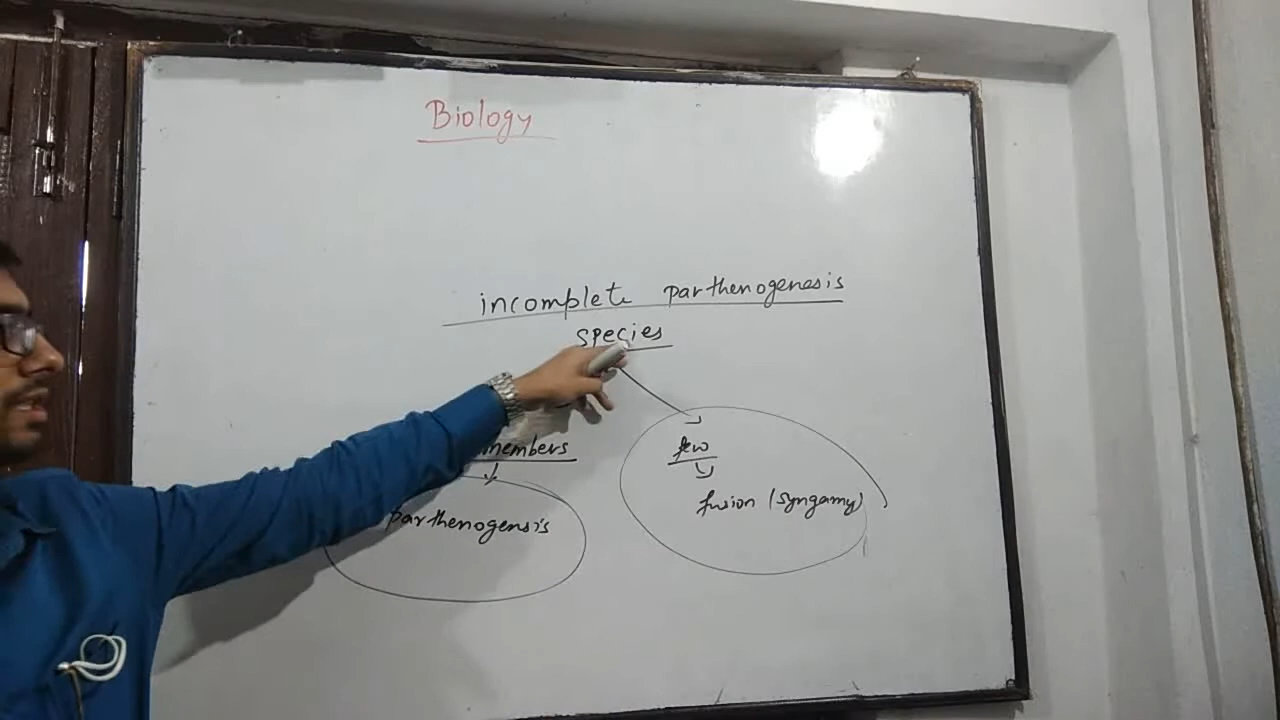 Biology
incomplete parthenogenesis
species
members
few
parthenogensis
fusion (syngamy)